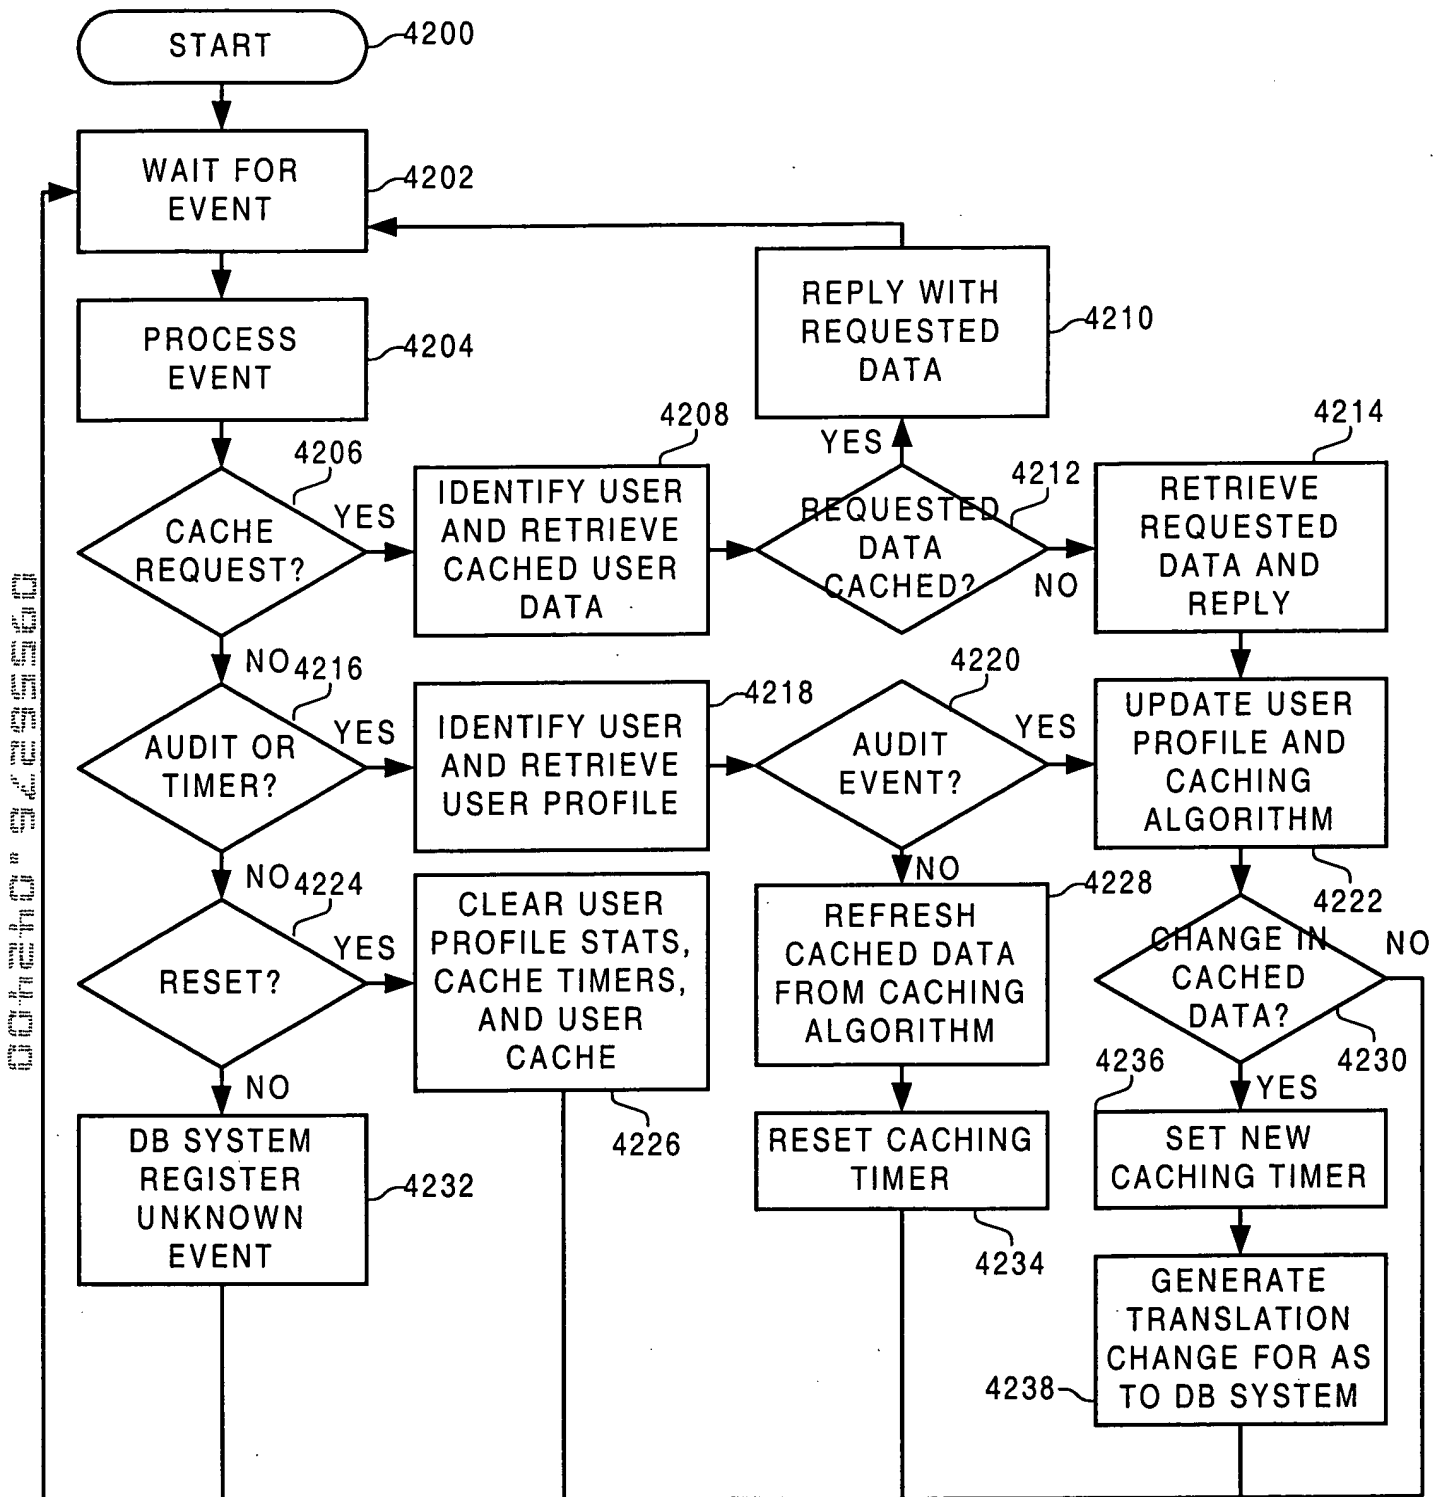 START
4200
WAIT FOR
EVENT
4202
PROCESS
EVENT
4204
REPLY WITH
REQUESTED
DATA
4210
4206
CACHE
REQUEST?
YES
NO
4208
IDENTIFY USER
AND RETRIEVE
CACHED USER
DATA
YES
4212
REQUESTED
DATA
CACHED?
NO
4214
RETRIEVE
REQUESTED
DATA AND
REPLY
4216
AUDIT OR
TIMER?
YES
NO
4218
IDENTIFY USER
AND RETRIEVE
USER PROFILE
4220
AUDIT
EVENT?
YES
NO
UPDATE USER
PROFILE AND
CACHING
ALGORITHM
4222
4224
RESET?
YES
NO
CLEAR USER
PROFILE STATS,
CACHE TIMERS,
AND USER
CACHE
4226
4228
REFRESH
CACHED DATA
FROM CACHING
ALGORITHM
CHANGE IN
CACHED
DATA?
NO
4230
YES
DB SYSTEM
REGISTER
UNKNOWN
EVENT
4232
RESET CACHING
TIMER
4234
4236
SET NEW
CACHING TIMER
GENERATE
TRANSLATION
CHANGE FOR AS
TO DB SYSTEM
4238